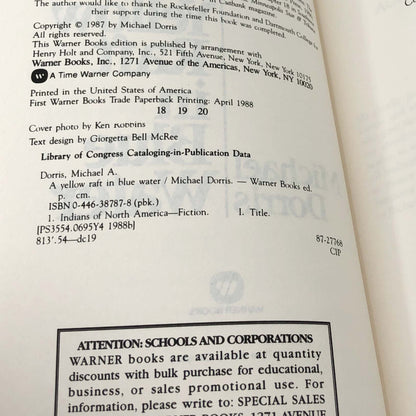 The author would like to thank the Rockefeller Foundation and Dartmouth College for
their support during the time this book was completed.
Copyright © 1987 by Michael Dorris
All rights reserved.
This Warner Books edition is published by arrangement with
Henry Holt and Company, Inc., 521 Fifth Avenue, New York, New York 10175
Warner Books, Inc., 1271 Avenue of the Americas, New York, NY 10020
W A Time Warner Company
Printed in the United States of America
First Warner Books Trade Paperback Printing: April 1988
18 19 20
Cover photo by Ken Robbins
Text design by Giorgetta Bell McRee
Library of Congress Cataloging-in-Publication Data
Dorris, Michael A.
A yellow raft in blue water / Michael Dorris. — Warner Books ed.
p. cm.
ISBN 0-446-38787-8 (pbk.)
1. Indians of North America—Fiction. I. Title.
[PS3554.O695Y4 1988b]
813'.54—dc19
87-27768
CIP
ATTENTION: SCHOOLS AND CORPORATIONS
WARNER books are available at quantity
discounts with bulk purchase for educational,
business, or sales promotional use. For
information, please write to: SPECIAL SALES
BOOKS, 1271 AVENUE